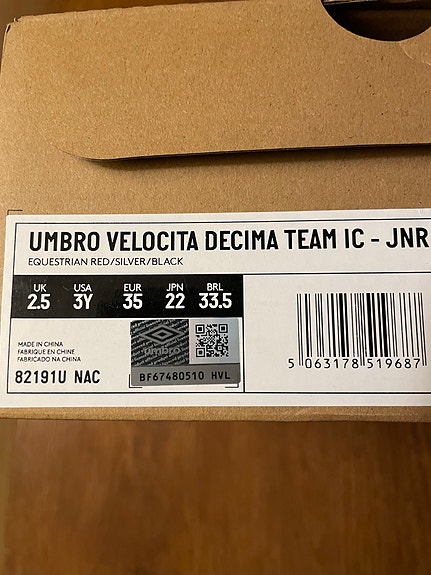 UMBRO VELOCITA DECIMA TEAM IC - JNR
EQUESTRIAN RED/SILVER/BLACK
UK USA EUR JPN BRL
2.5 3Y 35 22 33.5
MADE IN CHINA
FABRIQUE EN CHINE
FABRICADO NA CHINA
82191U NAC
umbro
BF67480510 HVL
5 063178 519687